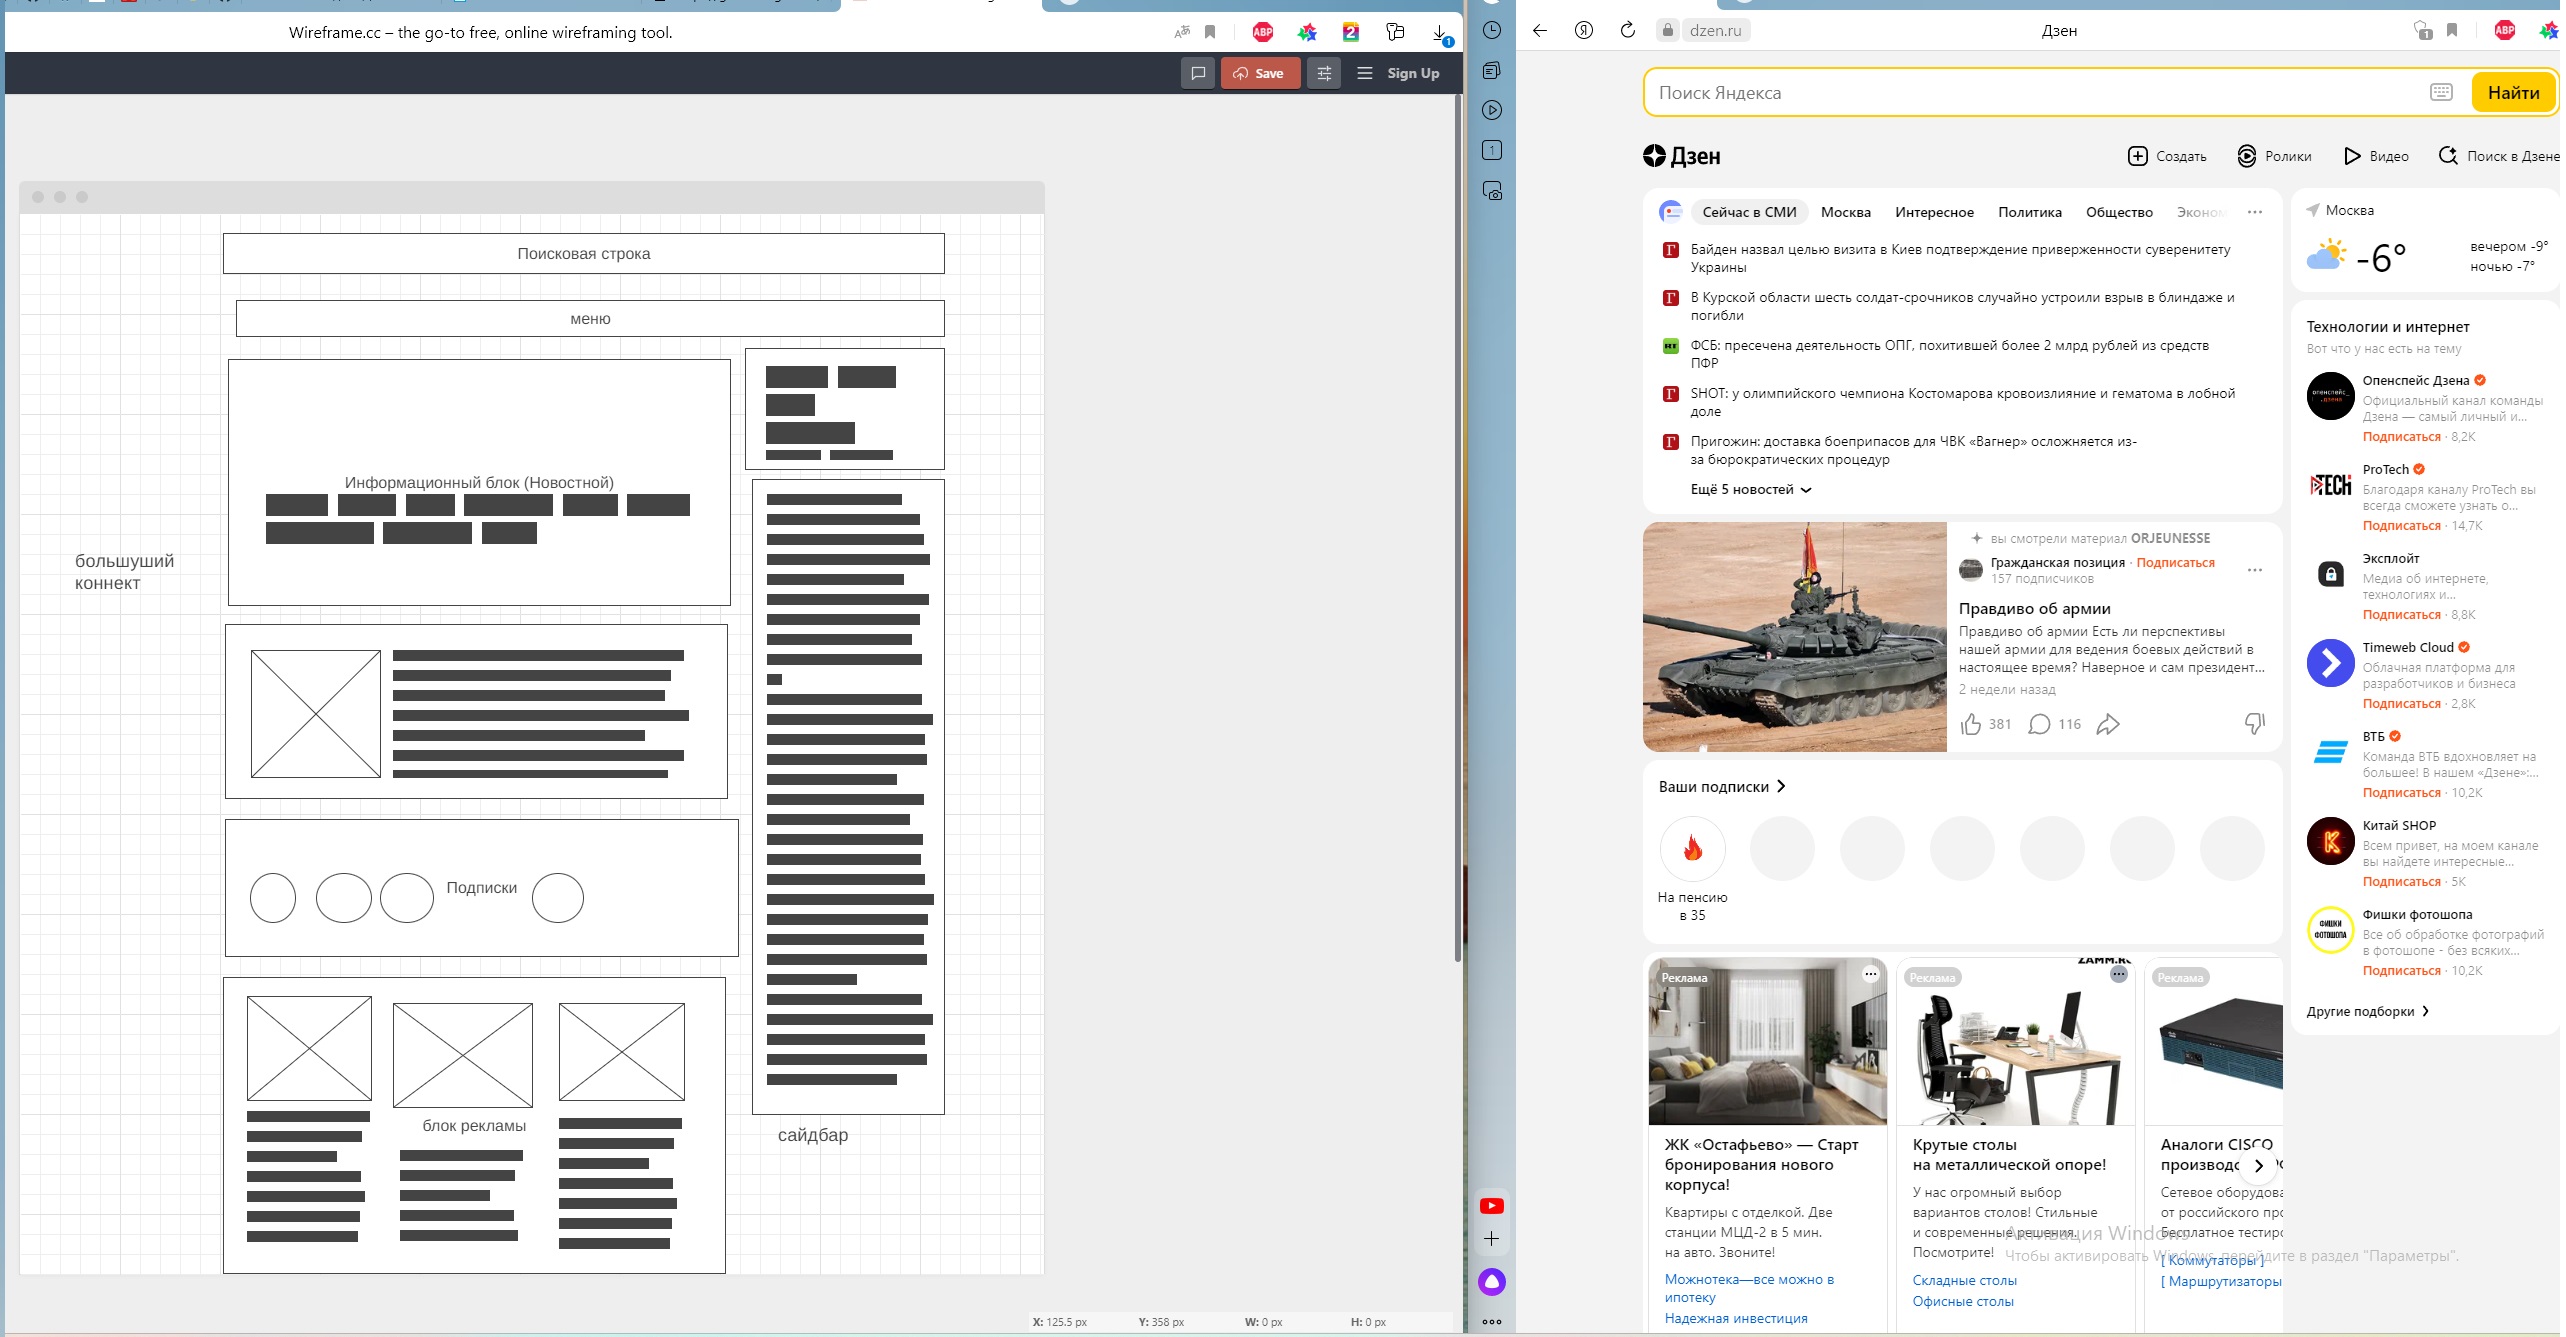 Wireframe.cc – the go-to free, online wireframing tool.
ABP
2
1
Save
Sign Up
Поисковая строка
меню
Информационный блок (Новостной)
большуший
коннект
Подписки
блок рекламы
сайдбар
X: 125.5 px
Y: 358 px
W: 0 px
H: 0 px
1
Я
dzen.ru
Дзен
1
ABP
Поиск Яндекса
Найти
Дзен
Создать
Ролики
Видео
Поиск в Дзене
Сейчас в СМИ
Москва
Интересное
Политика
Общество
Эконом
Байден назвал целью визита в Киев подтверждение приверженности суверенитету
Украины
В Курской области шесть солдат-срочников случайно устроили взрыв в блиндаже и
погибли
ФСБ: пресечена деятельность ОПГ, похитившей более 2 млрд рублей из средств
ПФР
SHOT: у олимпийского чемпиона Костомарова кровоизлияние и гематома в лобной
доле
Пригожин: доставка боеприпасов для ЧВК «Вагнер» осложняется из-
за бюрократических процедур
Ещё 5 новостей
вы смотрели материал ORJEUNESSE
Гражданская позиция · Подписаться
157 подписчиков
Правдиво об армии
Правдиво об армии Есть ли перспективы
нашей армии для ведения боевых действий в
настоящее время? Наверное и сам президент...
2 недели назад
381
116
Ваши подписки
На пенсию
в 35
Реклама
ЖК «Остафьево» — Старт
бронирования нового
корпуса!
Квартиры с отделкой. Две
станции МЦД-2 в 5 мин.
на авто. Звоните!
Можнотека—все можно в
ипотеку
Надежная инвестиция
Реклама
Крутые столы
на металлической опоре!
У нас огромный выбор
вариантов столов! Стильные
и современные решения.
Посмотрите!
Складные столы
Офисные столы
Реклама
Аналоги CISCO
производс
Сетевое оборудова
от российского про
Бесплатное тестиро
[ Коммутаторы ]
[ Маршрутизаторы
Москва
-6°
вечером -9°
ночью -7°
Технологии и интернет
Вот что у нас есть на тему
опенспейс_
.дзена
Опенспейс Дзена
Официальный канал команды
Дзена — самый личный и...
Подписаться · 8,2K
PTECH
ProTech
Благодаря каналу ProTech вы
всегда сможете узнать о...
Подписаться · 14,7K
Эксплойт
Медиа об интернете,
технологиях и...
Подписаться · 8,8K
Timeweb Cloud
Облачная платформа для
разработчиков и бизнеса
Подписаться · 2,8K
ВТБ
Команда ВТБ вдохновляет на
большее! В нашем «Дзене»:...
Подписаться · 10,2K
K
Китай SHOP
Всем привет, на моем канале
вы найдете интересные...
Подписаться · 5K
ФИШКИ
ФОТОШОПА
Фишки фотошопа
Все об обработке фотографий
в фотошопе - без всяких...
Подписаться · 10,2K
Другие подборки
Активация Windows
Чтобы активировать Windows, перейдите в раздел "Параметры".